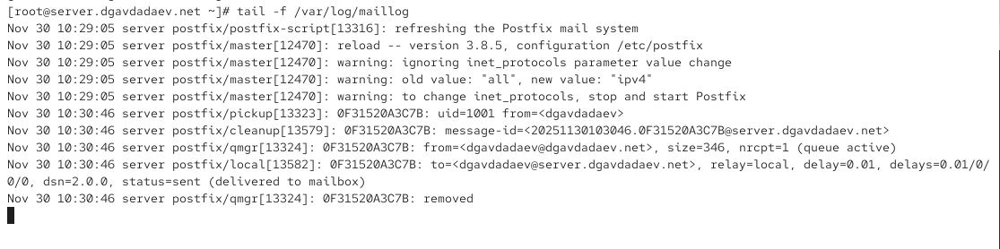 [root@server.dgavdadaev.net ~]# tail -f /var/log/maillog
Nov 30 10:29:05 server postfix/postfix-script[13316]: refreshing the Postfix mail system
Nov 30 10:29:05 server postfix/master[12470]: reload -- version 3.8.5, configuration /etc/postfix
Nov 30 10:29:05 server postfix/master[12470]: warning: ignoring inet_protocols parameter value change
Nov 30 10:29:05 server postfix/master[12470]: warning: old value: "all", new value: "ipv4"
Nov 30 10:29:05 server postfix/master[12470]: warning: to change inet_protocols, stop and start Postfix
Nov 30 10:30:46 server postfix/pickup[13323]: 0F31520A3C7B: uid=1001 from=<dgavdadaev>
Nov 30 10:30:46 server postfix/cleanup[13579]: 0F31520A3C7B: message-id=<20251130103046.0F31520A3C7B@server.dgavdadaev.net>
Nov 30 10:30:46 server postfix/qmgr[13324]: 0F31520A3C7B: from=<dgavdadaev@dgavdadaev.net>, size=346, nrcpt=1 (queue active)
Nov 30 10:30:46 server postfix/local[13582]: 0F31520A3C7B: to=<dgavdadaev@server.dgavdadaev.net>, relay=local, delay=0.01, delays=0.01/0/
0/0, dsn=2.0.0, status=sent (delivered to mailbox)
Nov 30 10:30:46 server postfix/qmgr[13324]: 0F31520A3C7B: removed